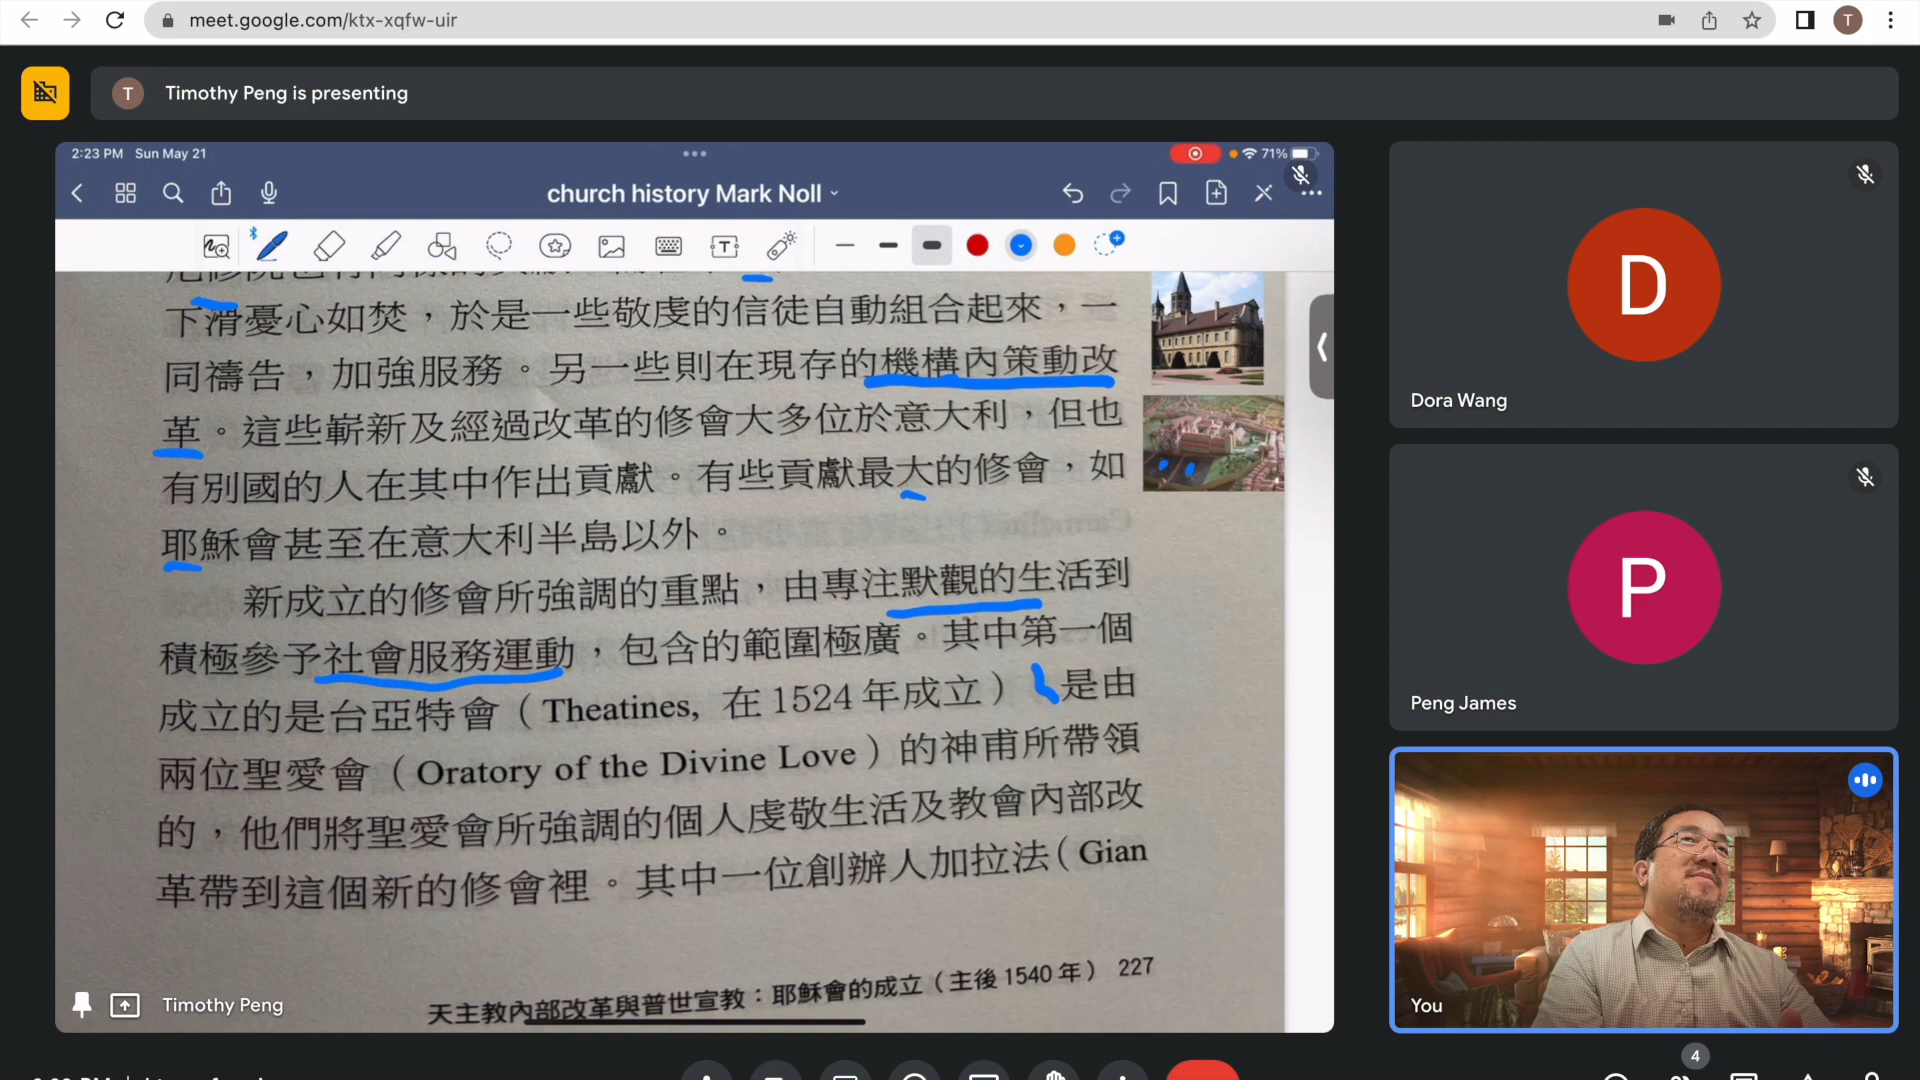 meet.google.com/ktx-xqfw-uir
T
T
Timothy Peng is presenting
2:23 PM Sun May 21
71%
church history Mark Noll
下滑憂心如焚，於是一些敬虔的信徒自動組合起來，一
同禱告，加強服務。另一些則在現存的機構內策動改
革。這些嶄新及經過改革的修會大多位於意大利，但也
有別國的人在其中作出貢獻。有些貢獻最大的修會，如
耶穌會甚至在意大利半島以外。
新成立的修會所強調的重點，由專注默觀的生活到
積極參予社會服務運動，包含的範圍極廣。其中第一個
成立的是台亞特會（Theatines, 在 1524 年成立）是由
兩位聖愛會（Oratory of the Divine Love）的神甫所帶領
的，他們將聖愛會所強調的個人虔敬生活及教會內部改
革帶到這個新的修會裡。其中一位創辦人加拉法（Gian
天主教內部改革與普世宣教：耶穌會的成立（主後 1540 年） 227
Timothy Peng
D
Dora Wang
P
Peng James
You
4